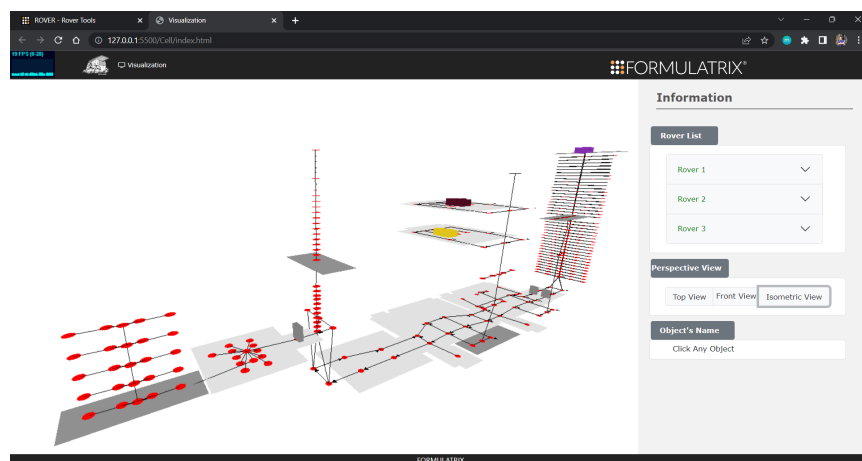 ROVER - Rover Tools
Visualization
127.0.0.1:5500/Cell/index.html
Visualization
FORMULATRIX®
Information
Rover List
Rover 1
Rover 2
Rover 3
Perspective View
Top View Front View Isometric View
Object's Name
Click Any Object
FORMULATRIX